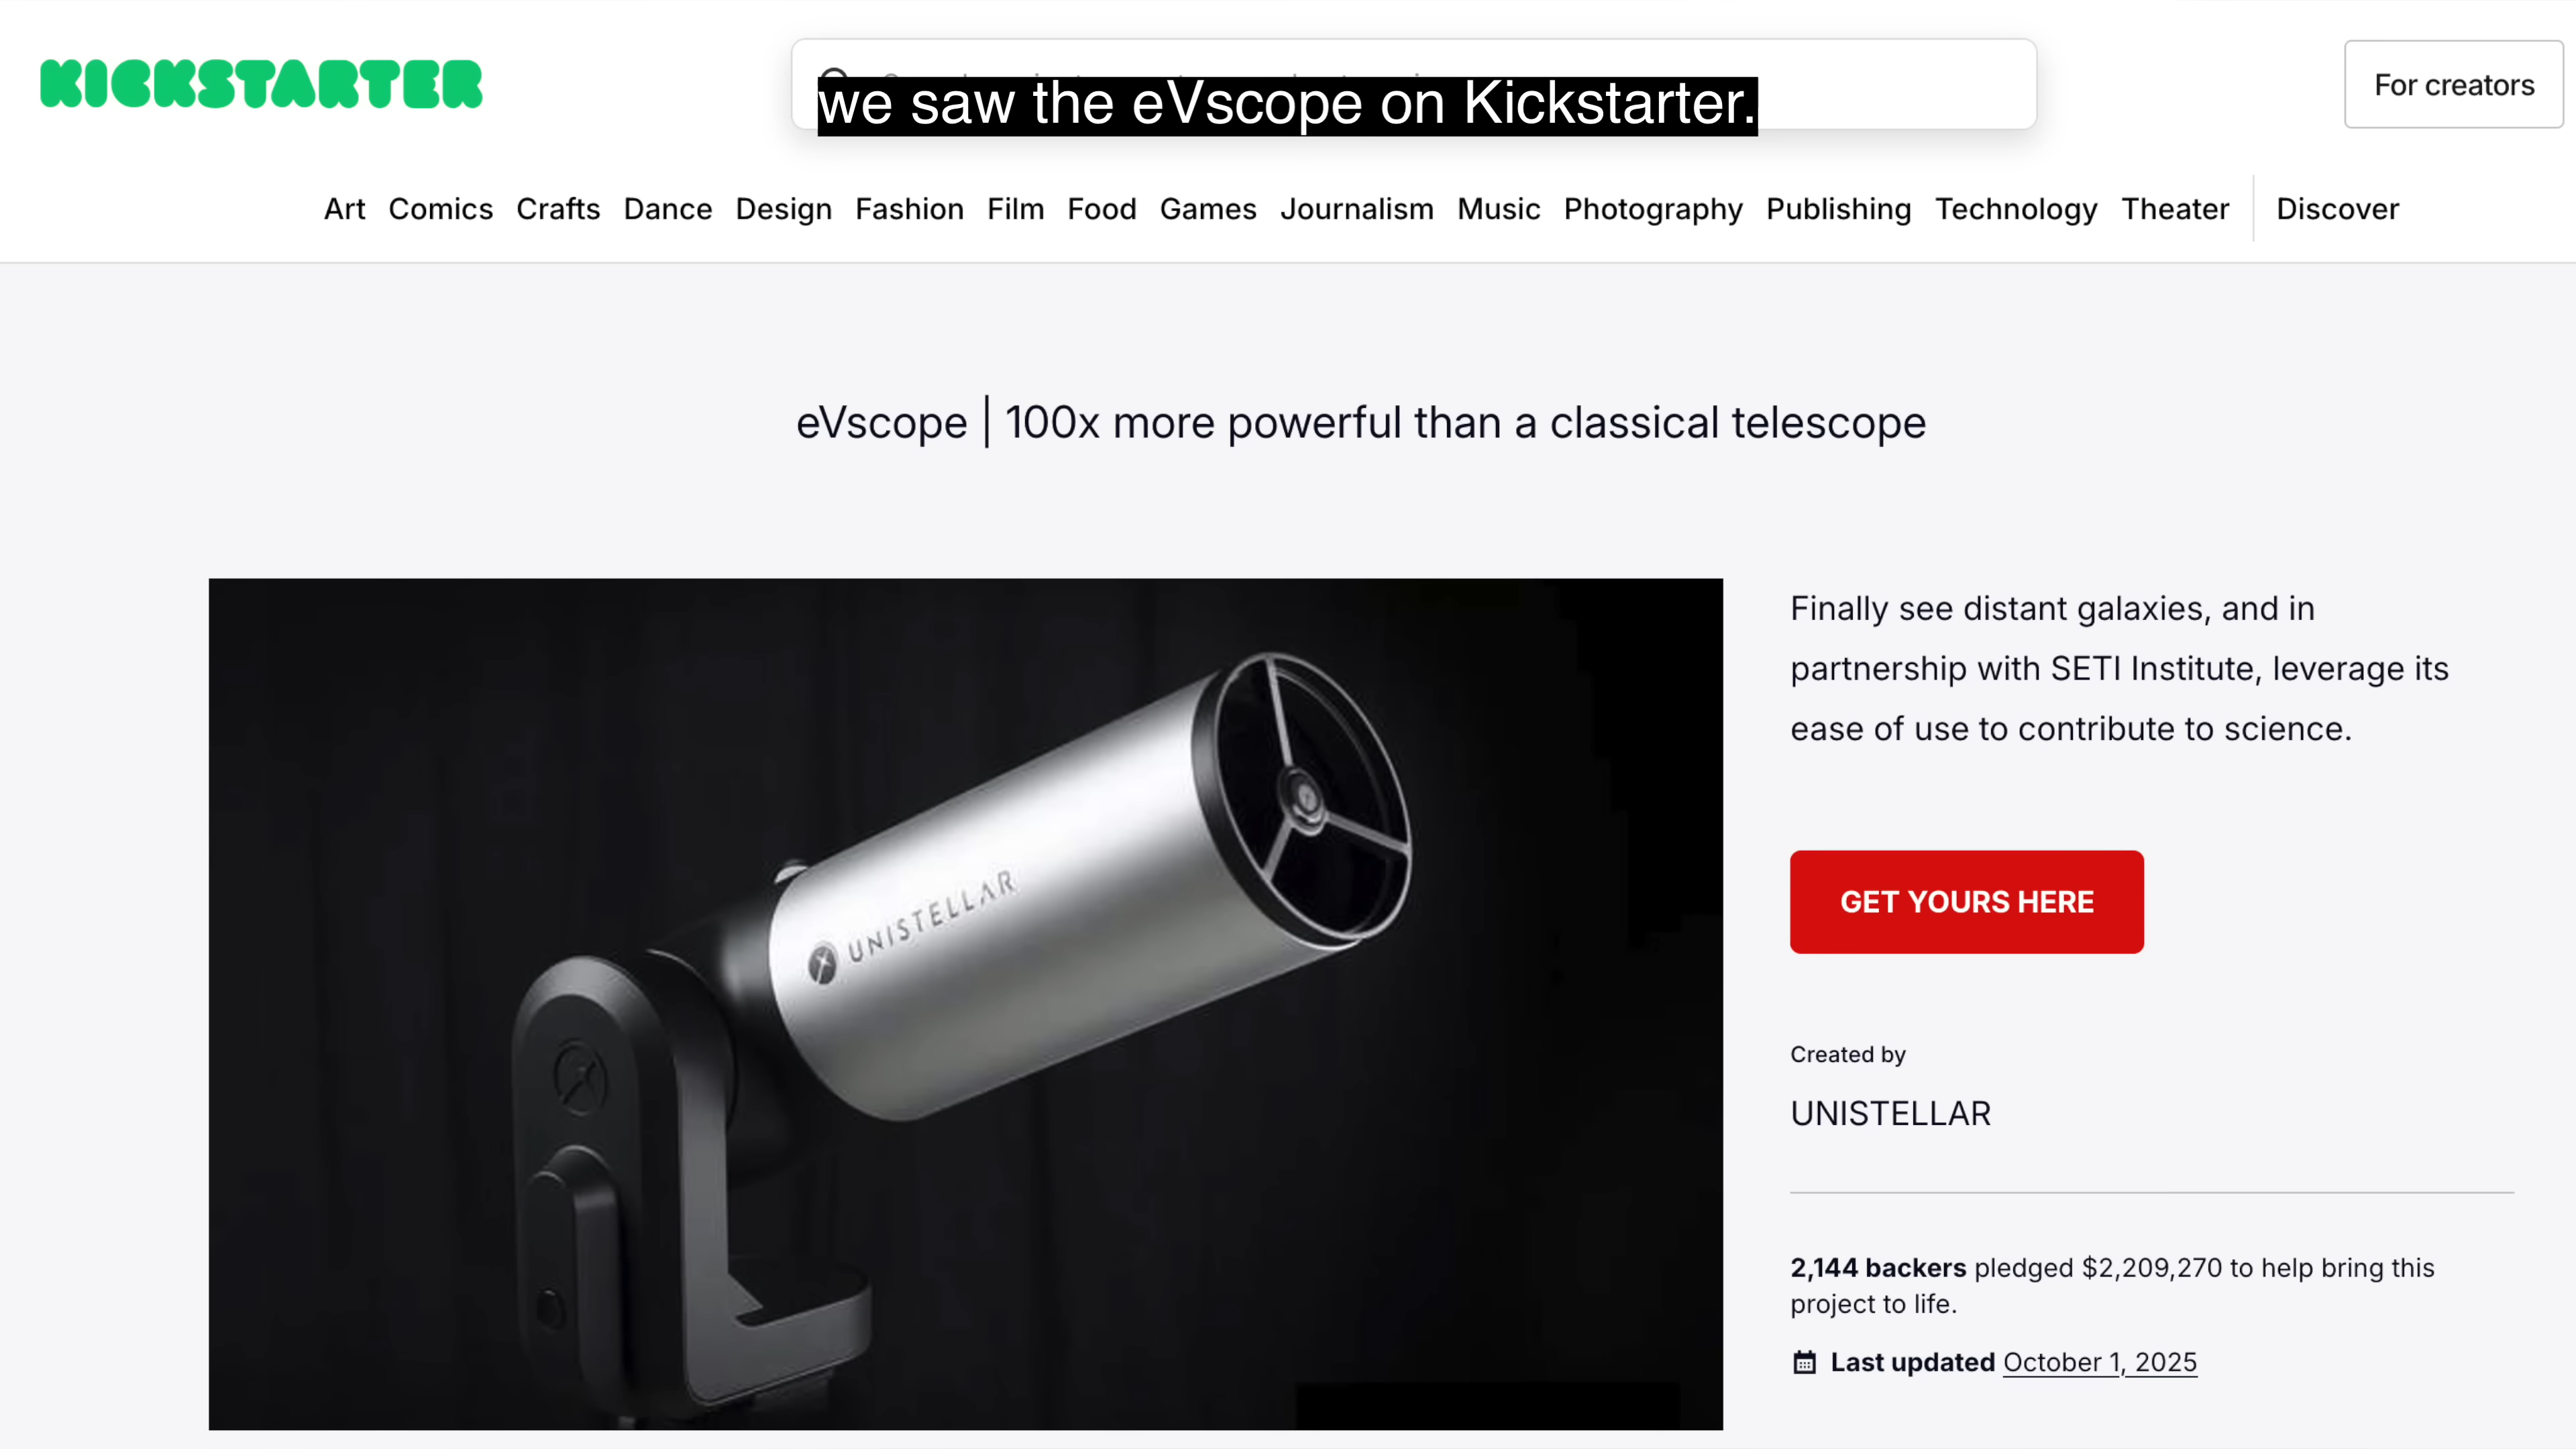 KICKSTARTER
we saw the eVscope on Kickstarter.
For creators
Art Comics Crafts Dance Design Fashion Film Food Games Journalism Music Photography Publishing Technology Theater Discover
eVscope | 100x more powerful than a classical telescope
UNISTELLAR
Finally see distant galaxies, and in
partnership with SETI Institute, leverage its
ease of use to contribute to science.
GET YOURS HERE
Created by
UNISTELLAR
2,144 backers pledged $2,209,270 to help bring this
project to life.
Last updated October 1, 2025